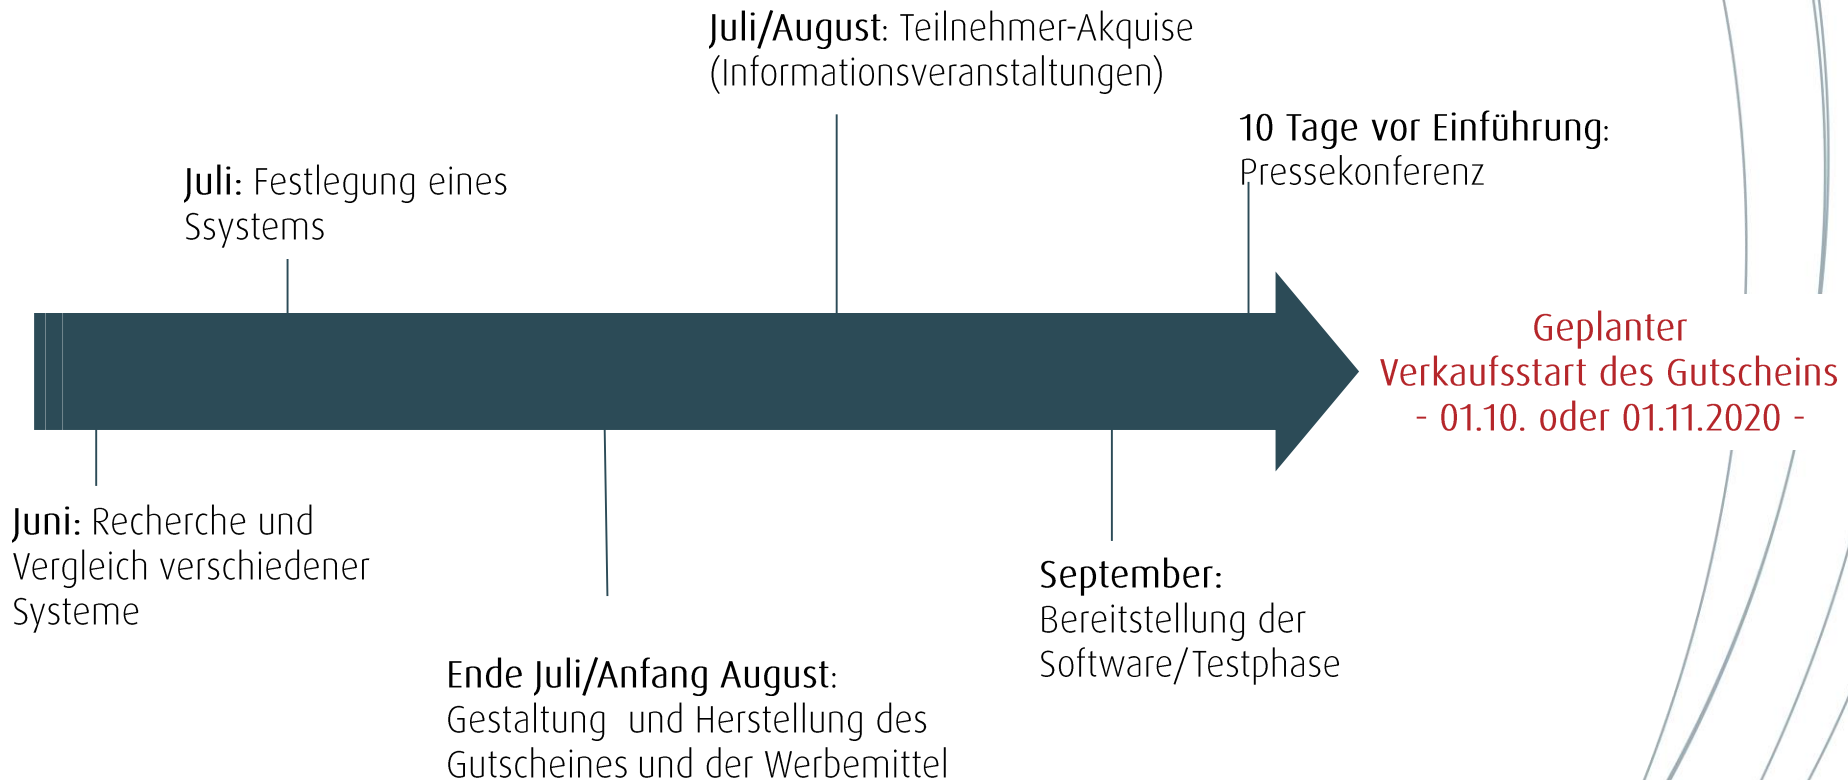 Juli/August: Teilnehmer-Akquise
(Informationsveranstaltungen)
10 Tage vor Einführung:
Pressekonferenz
Juli: Festlegung eines
Ssystems
Geplanter
Verkaufsstart des Gutscheins
- 01.10. oder 01.11.2020 -
Juni: Recherche und
Vergleich verschiedener
Systeme
September:
Bereitstellung der
Software/Testphase
Ende Juli/Anfang August:
Gestaltung  und Herstellung des
Gutscheines und der Werbemittel